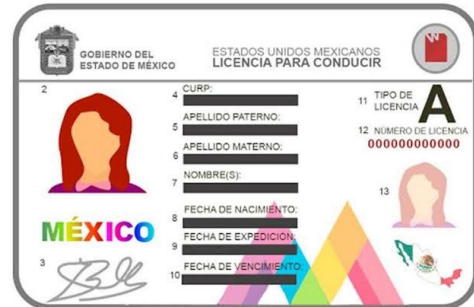 GOBIERNO DEL
ESTADO DE MÉXICO
ESTADOS UNIDOS MEXICANOS
LICENCIA PARA CONDUCIR
2
4 CURP:
5 APELLIDO PATERNO:
6 APELLIDO MATERNO:
7 NOMBRE(S):
8 FECHA DE NACIMIENTO:
9 FECHA DE EXPEDICIÓN:
10 FECHA DE VENCIMIENTO:
11 TIPO DE
LICENCIA A
12 NÚMERO DE LICENCIA
000000000000
13
MÉXICO
3